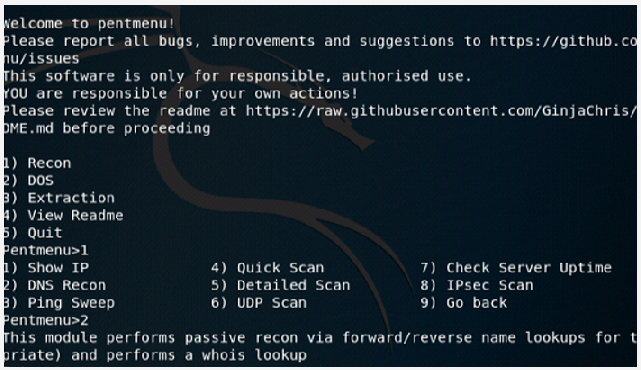 Welcome to pentmenu!
Please report all bugs, improvements and suggestions to https://github.co
nu/issues
This software is only for responsible, authorised use.
YOU are responsible for your own actions!
Please review the readme at https://raw.githubusercontent.com/GinjaChris/
DME.md before proceeding
1) Recon
2) DOS
3) Extraction
4) View Readme
5) Quit
Pentmenu>1
1) Show IP 4) Quick Scan 7) Check Server Uptime
2) DNS Recon 5) Detailed Scan 8) IPsec Scan
3) Ping Sweep 6) UDP Scan 9) Go back
Pentmenu>2
This module performs passive recon via forward/reverse name lookups for t
priate) and performs a whois lookup